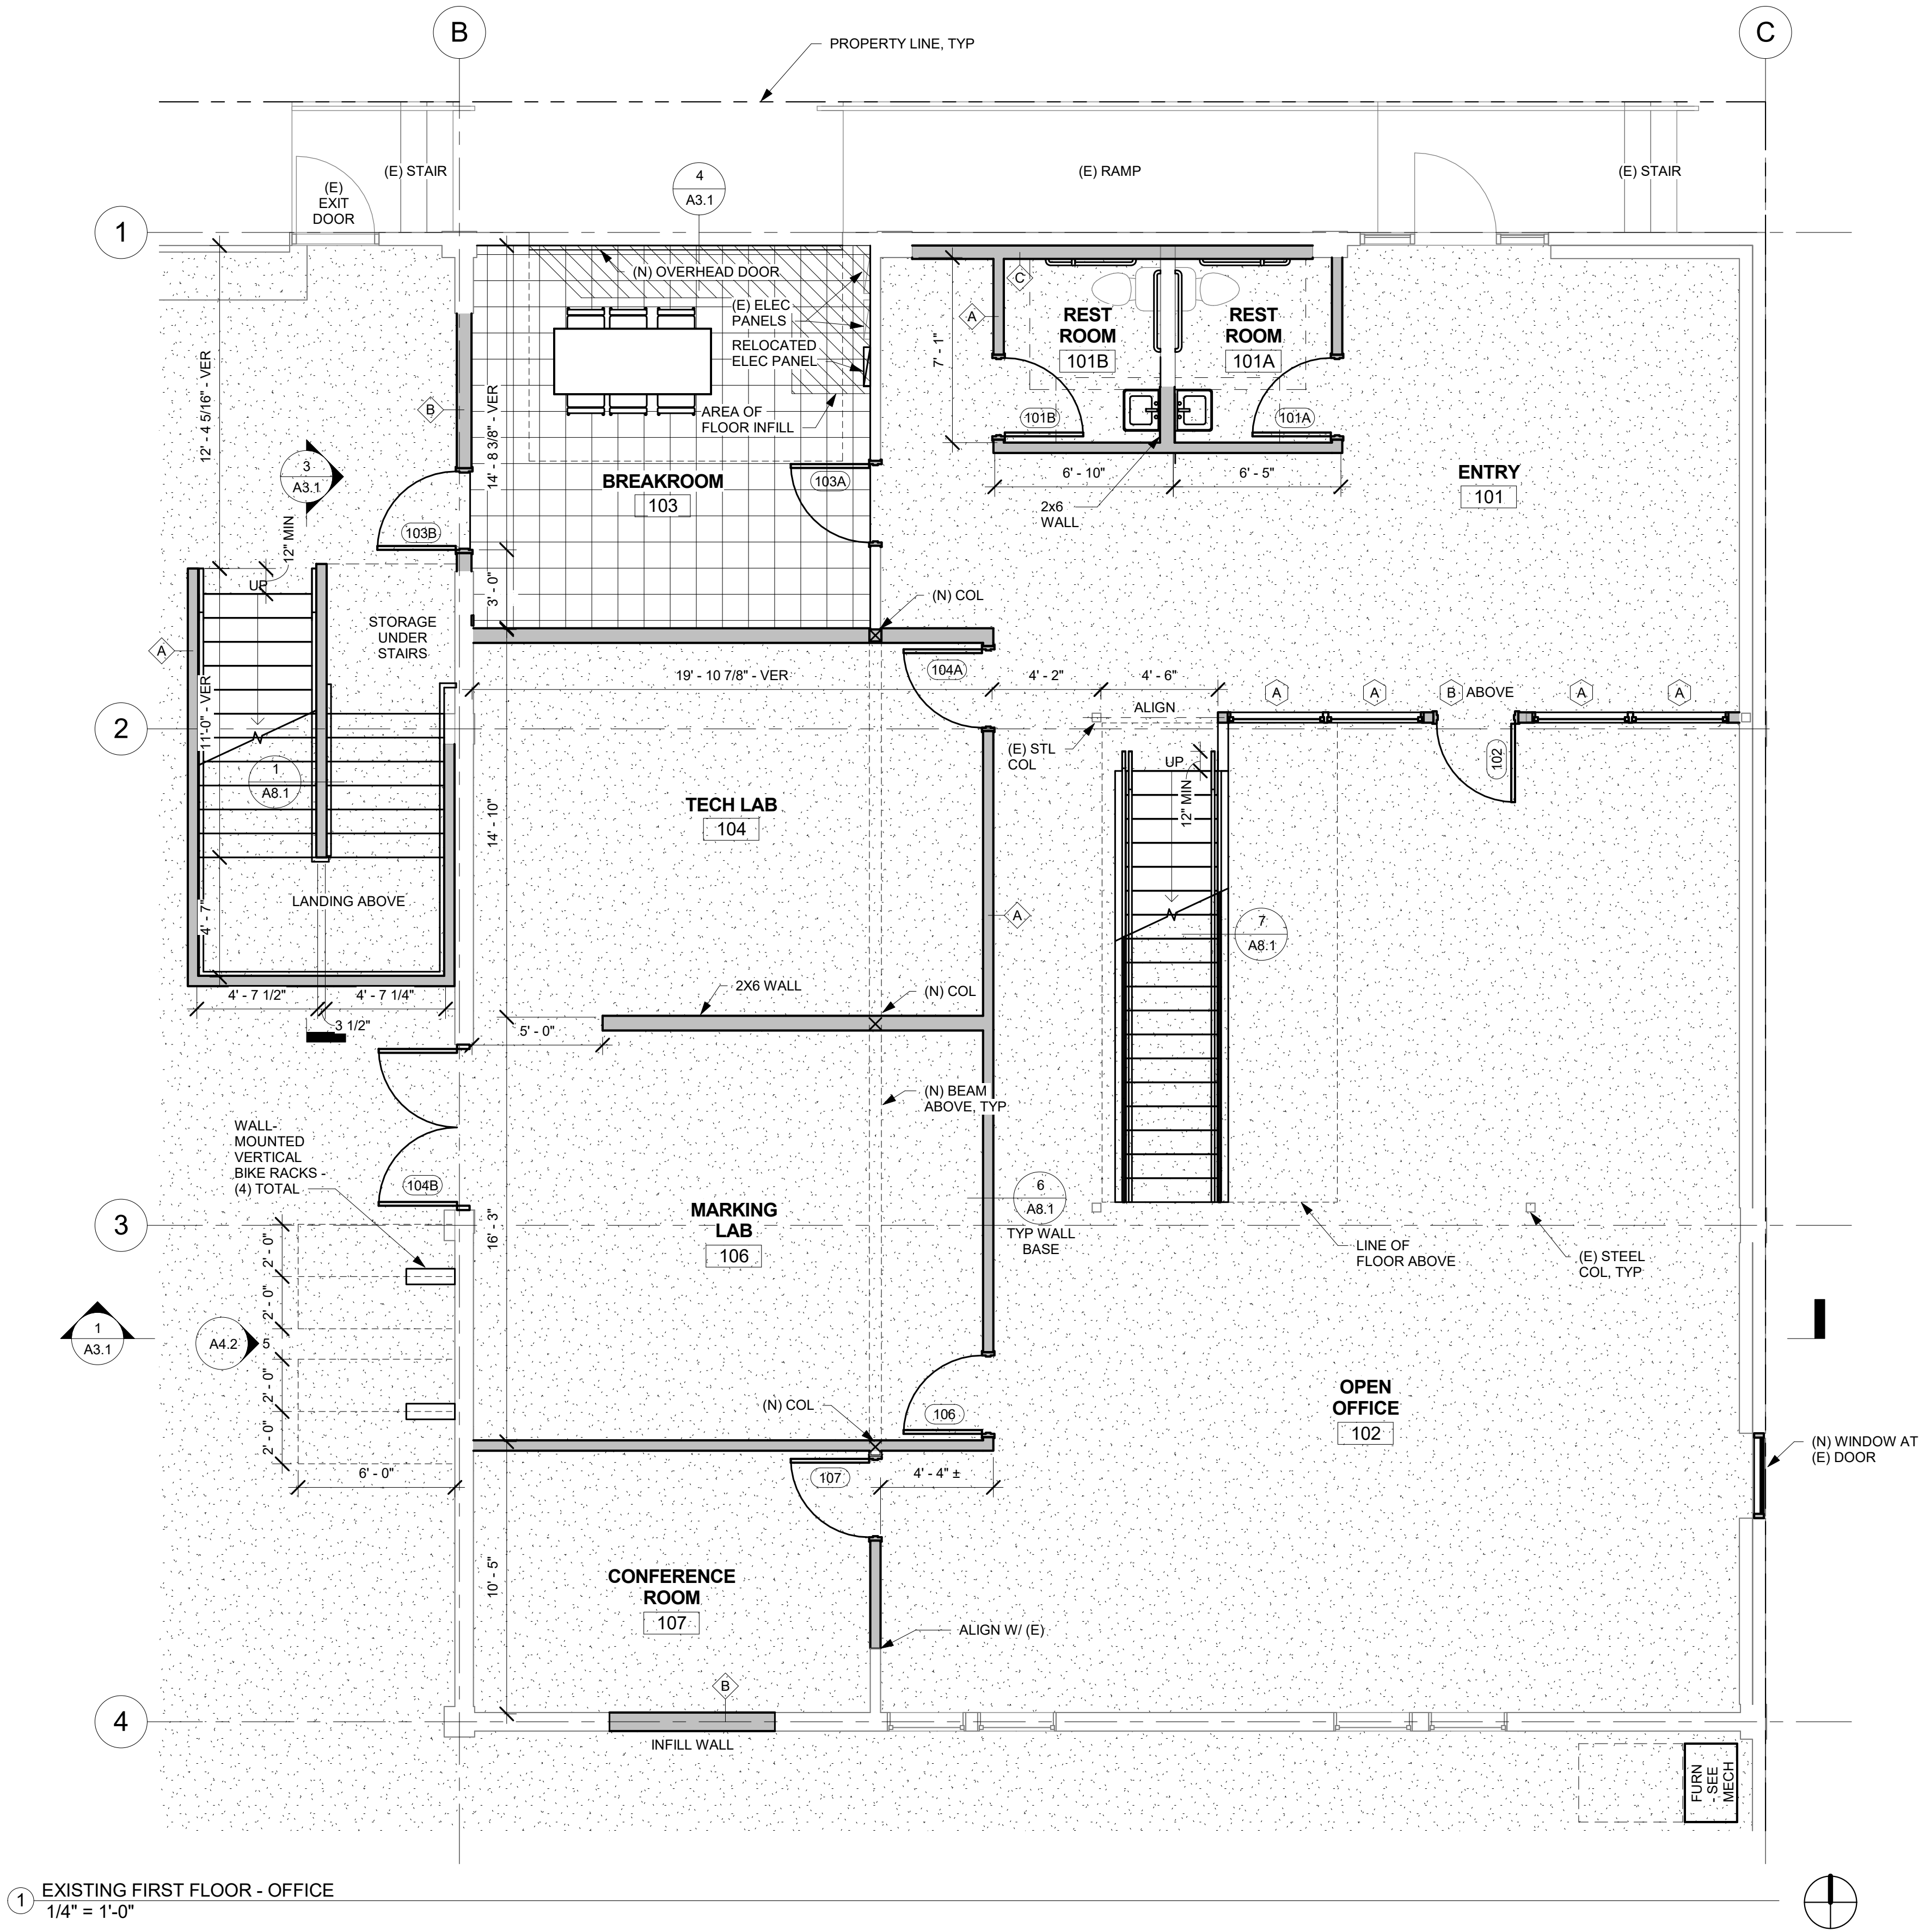 B
C
PROPERTY LINE, TYP
(E) STAIR
(E)
EXIT
DOOR
4
A3.1
(E) RAMP
(E) STAIR
1
(N) OVERHEAD DOOR
(E) ELEC
PANELS
RELOCATED
ELEC PANEL
AREA OF
FLOOR INFILL
12' - 4 5/16" - VER
14' - 8 3/8" - VER
B
A
C
7' - 1"
REST
ROOM
101B
REST
ROOM
101A
101B
101A
6' - 10"
6' - 5"
2x6
WALL
ENTRY
101
3
A3.1
12" MIN
UP
103B
BREAKROOM
103
103A
3' - 0"
(N) COL
STORAGE
UNDER
STAIRS
A
11'-0" - VER
19' - 10 7/8" - VER
104A
4' - 2"
4' - 6"
ALIGN
A
A
B
ABOVE
A
A
2
(E) STL
COL
UP
12" MIN
102
1
A8.1
14' - 10"
TECH LAB
104
LANDING ABOVE
4' - 7"
A
7
A8.1
4' - 7 1/2"
4' - 7 1/4"
3 1/2"
2X6 WALL
(N) COL
5' - 0"
(N) BEAM
ABOVE, TYP
WALL-
MOUNTED
VERTICAL
BIKE RACKS -
(4) TOTAL
104B
16' - 3"
MARKING
LAB
106
6
A8.1
TYP WALL
BASE
3
LINE OF
FLOOR ABOVE
(E) STEEL
COL, TYP
2' - 0"
2' - 0"
2' - 0"
2' - 0"
1
A3.1
A4.2
5
6' - 0"
(N) COL
106
OPEN
OFFICE
102
(N) WINDOW AT
(E) DOOR
107
4' - 4" ±
10' - 5"
CONFERENCE
ROOM
107
ALIGN W/ (E)
B
4
INFILL WALL
FURN
- SEE
MECH
1
EXISTING FIRST FLOOR - OFFICE
1/4" = 1'-0"